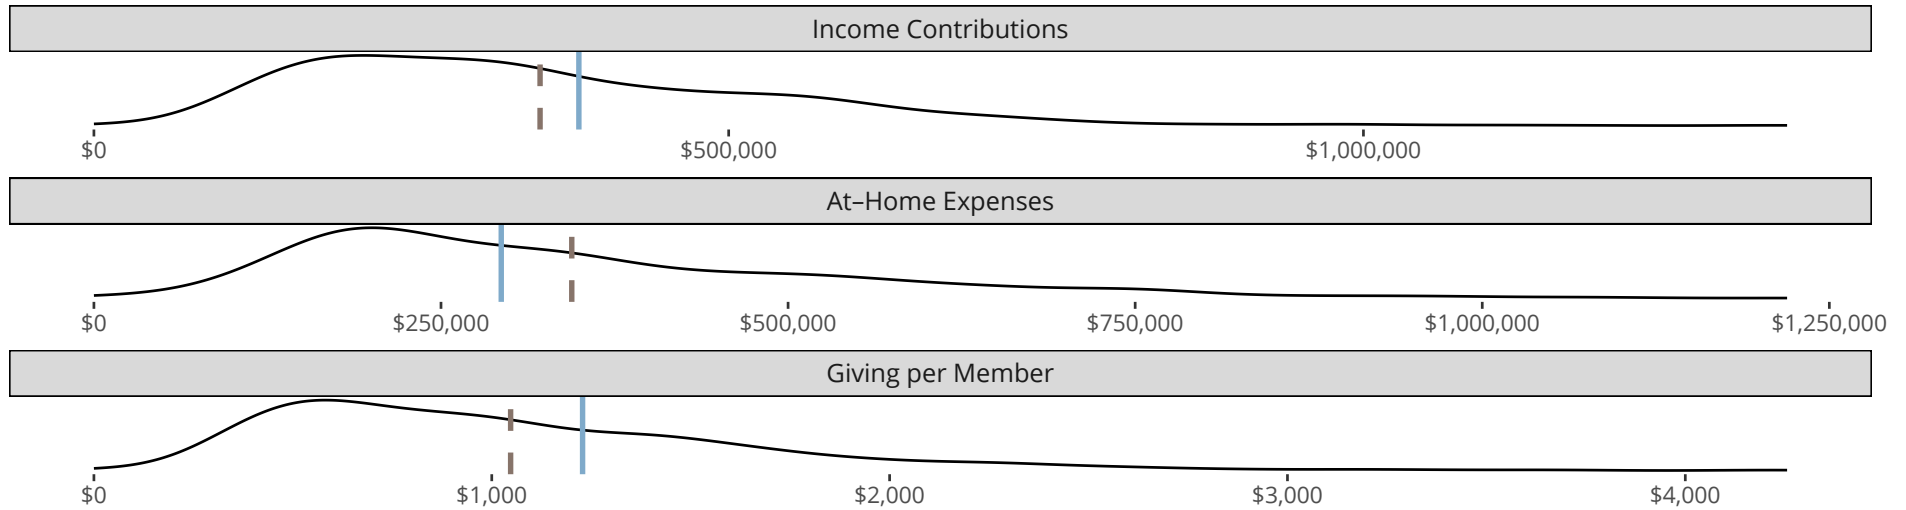 Income Contributions
$0 $500,000 $1,000,000
At–Home Expenses
$0 $250,000 $500,000 $750,000 $1,000,000 $1,250,000
Giving per Member
$0 $1,000 $2,000 $3,000 $4,000